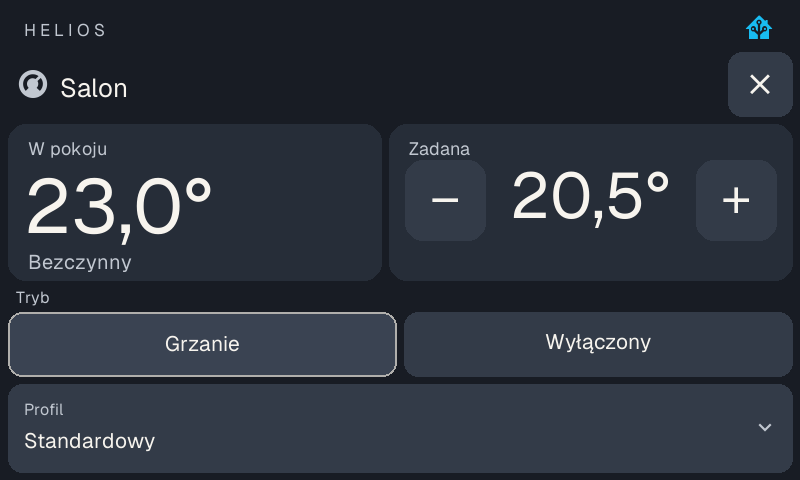 HELIOS
Salon
W pokoju
23,0°
Bezczynny
Zadana
− 20,5° +
Tryb
Grzanie
Wyłączony
Profil
Standardowy